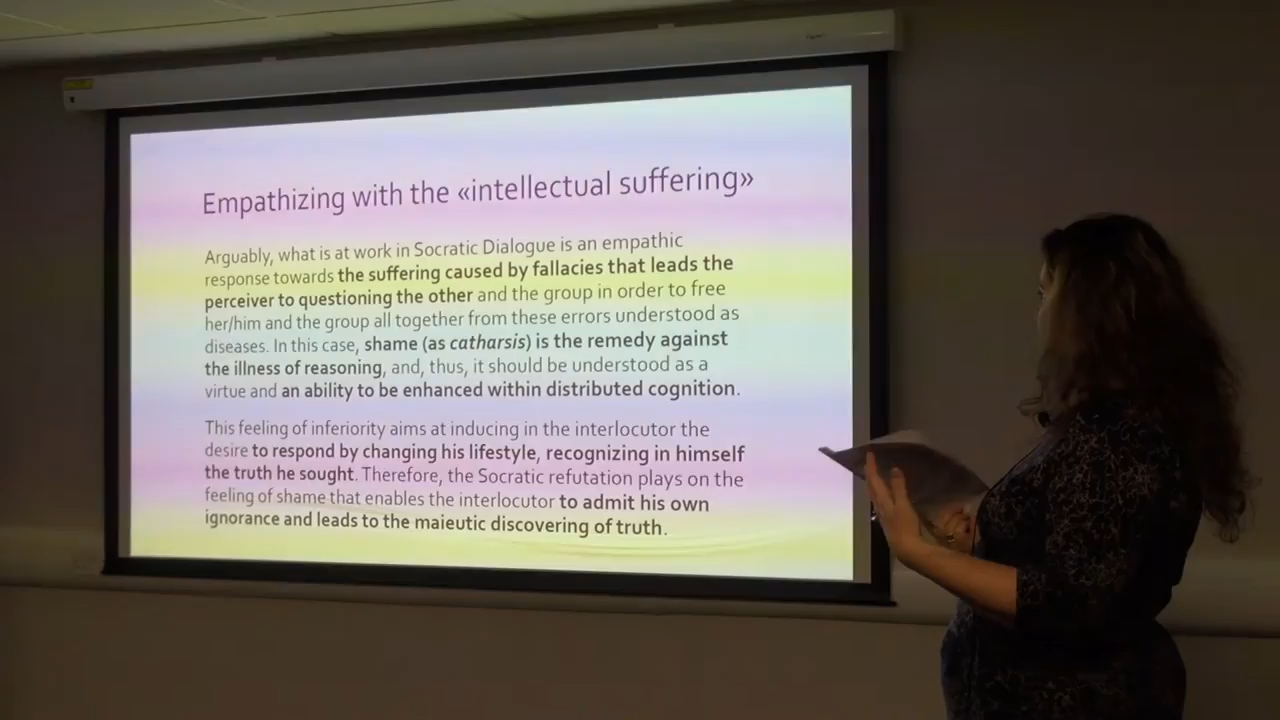 Empathizing with the «intellectual suffering»
Arguably, what is at work in Socratic Dialogue is an empathic
response towards the suffering caused by fallacies that leads the
perceiver to questioning the other and the group in order to free
her/him and the group all together from these errors understood as
diseases. In this case, shame (as catharsis) is the remedy against
the illness of reasoning, and, thus, it should be understood as a
virtue and an ability to be enhanced within distributed cognition.
This feeling of inferiority aims at inducing in the interlocutor the
desire to respond by changing his lifestyle, recognizing in himself
the truth he sought. Therefore, the Socratic refutation plays on the
feeling of shame that enables the interlocutor to admit his own
ignorance and leads to the maieutic discovering of truth.